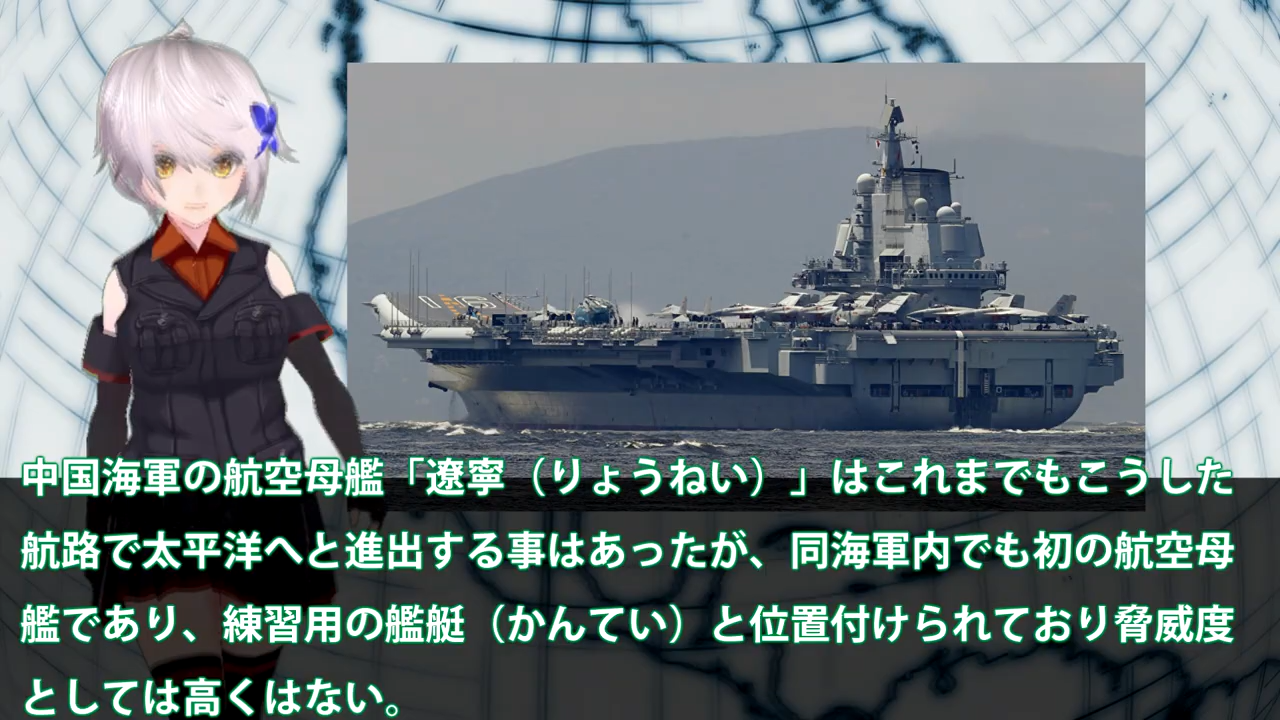 中国海軍の航空母艦「遼寧（りょうねい）」はこれまでもこうした
航路で太平洋へと進出する事はあったが、同海軍内でも初の航空母
艦であり、練習用の艦艇（かんてい）と位置付けられており脅威度
としては高くはない。